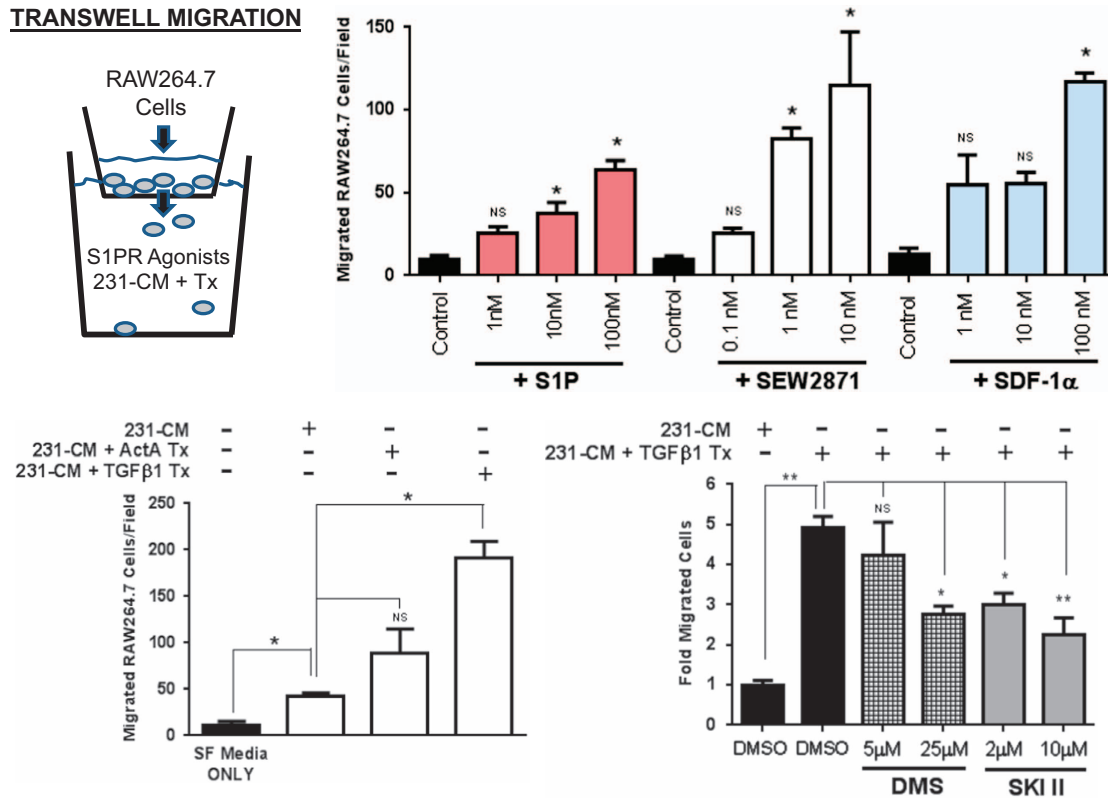 TRANSWELL MIGRATION
RAW264.7
Cells
S1PR Agonists
231-CM + Tx
Migrated RAW264.7 Cells/Field
150
100
50
0
* * * * * *
NS NS NS NS
Control 1nM 10nM 100nM Control 0.1 nM 1 nM 10 nM Control 1 nM 10 nM 100 nM
+ S1P + SEW2871 + SDF-1α
231-CM - + - -
231-CM + ActA Tx - - + -
231-CM + TGFβ1 Tx - - - +
Migrated RAW264.7 Cells/Field
250
200
150
100
50
0
*
*
NS
SF Media
ONLY
231-CM + - - - - -
231-CM + TGFβ1 Tx - + + + + +
Fold Migrated Cells
6
5
4
3
2
1
0
** NS * * **
DMSO DMSO 5µM 25µM 2µM 10µM
DMS SKI II